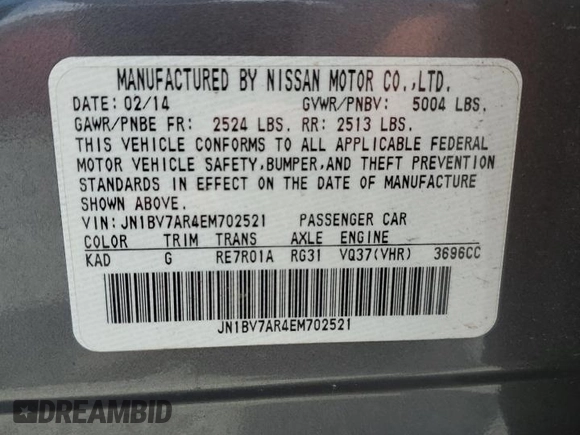 MANUFACTURED BY NISSAN MOTOR CO.,LTD.
DATE: 02/14 GVWR/PNBV: 5004 LBS.
GAWR/PNBE FR: 2524 LBS. RR: 2513 LBS.
THIS VEHICLE CONFORMS TO ALL APPLICABLE FEDERAL
MOTOR VEHICLE SAFETY,BUMPER,AND THEFT PREVENTION
STANDARDS IN EFFECT ON THE DATE OF MANUFACTURE
SHOWN ABOVE.
VIN: JN1BV7AR4EM702521 PASSENGER CAR
COLOR TRIM TRANS AXLE ENGINE
KAD G RE7R01A RG31 VQ37(VHR) 3696CC
JN1BV7AR4EM702521
DREAMBID